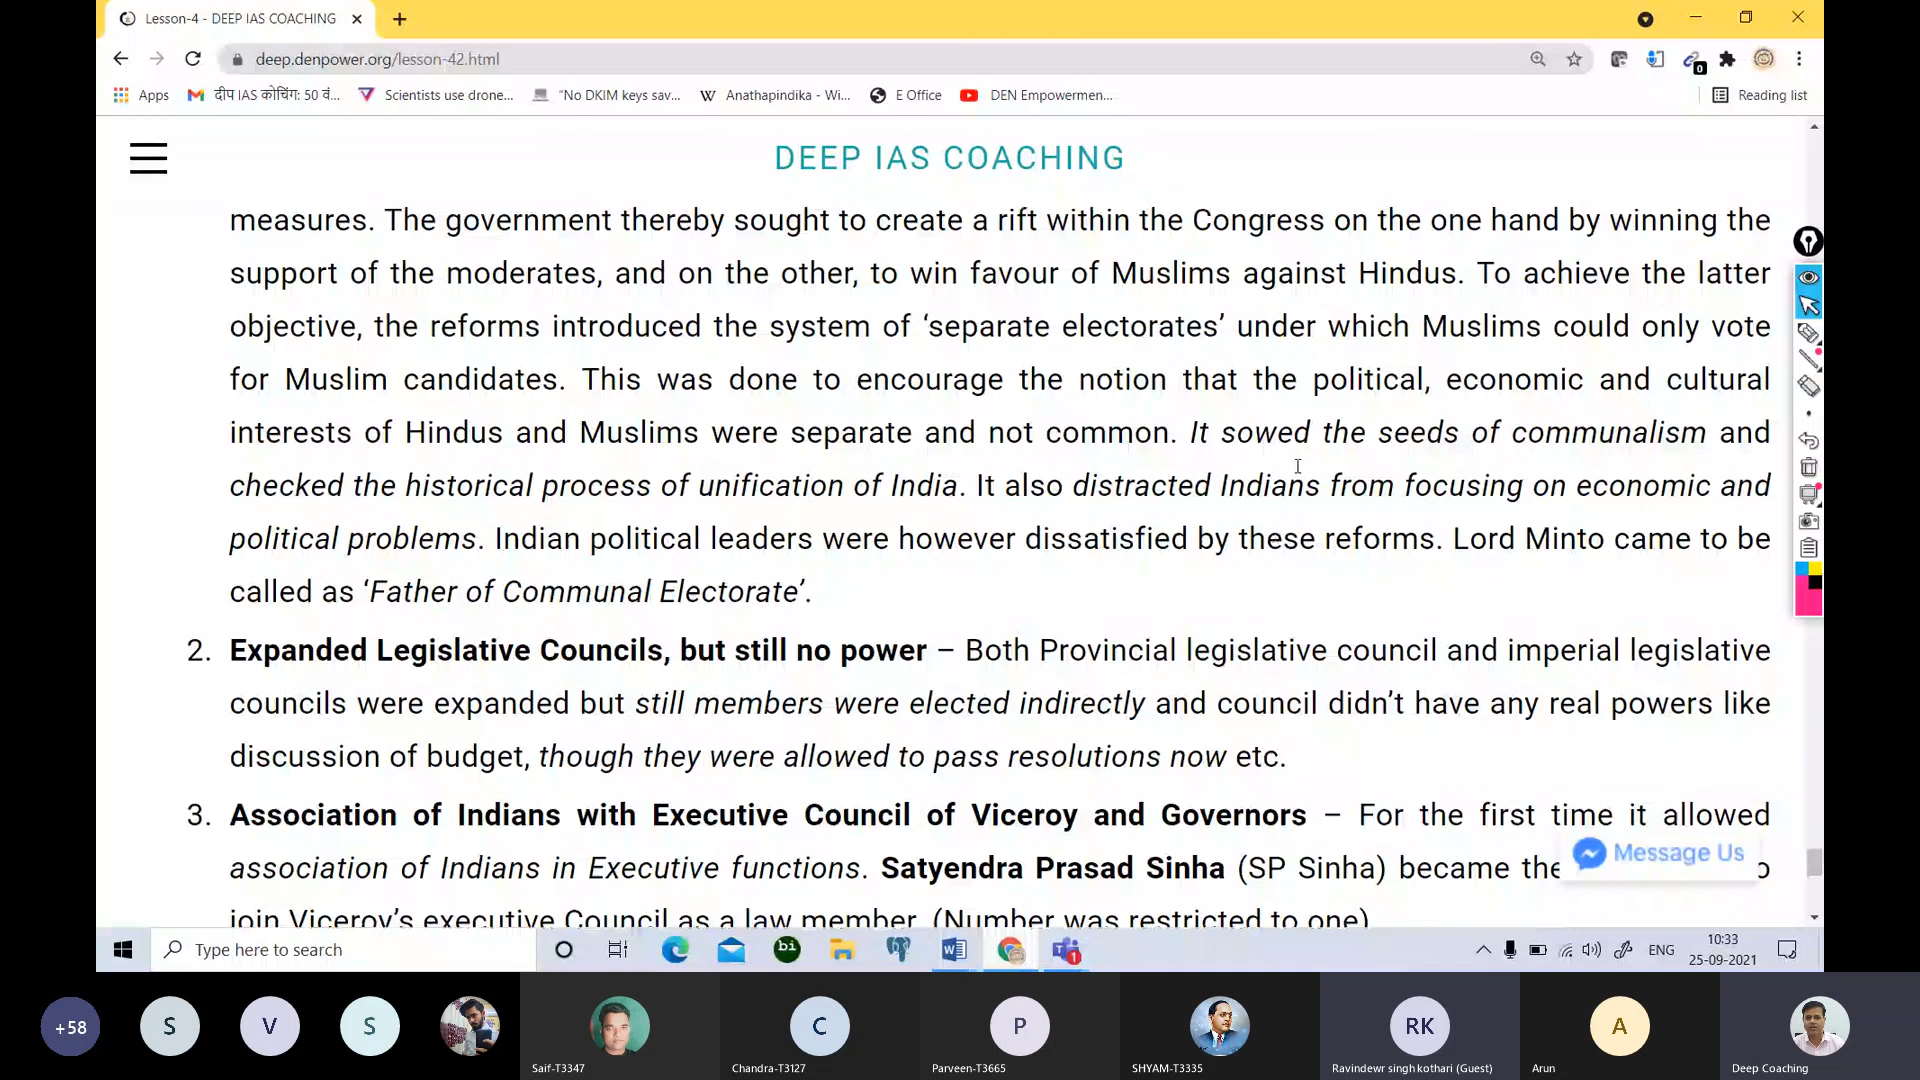 Lesson-4 - DEEP IAS COACHING
deep.denpower.org/lesson-42.html
0
Apps
दीप IAS कोचिंग: 50 वं...
Scientists use drone...
"No DKIM keys sav...
Anathapindika - Wi...
E Office
DEN Empowermen...
Reading list
DEEP IAS COACHING
measures. The government thereby sought to create a rift within the Congress on the one hand by winning the
support of the moderates, and on the other, to win favour of Muslims against Hindus. To achieve the latter
objective, the reforms introduced the system of ‘separate electorates’ under which Muslims could only vote
for Muslim candidates. This was done to encourage the notion that the political, economic and cultural
interests of Hindus and Muslims were separate and not common. It sowed the seeds of communalism and
checked the historical process of unification of India. It also distracted Indians from focusing on economic and
political problems. Indian political leaders were however dissatisfied by these reforms. Lord Minto came to be
called as ‘Father of Communal Electorate’.
2. Expanded Legislative Councils, but still no power – Both Provincial legislative council and imperial legislative
councils were expanded but still members were elected indirectly and council didn’t have any real powers like
discussion of budget, though they were allowed to pass resolutions now etc.
3. Association of Indians with Executive Council of Viceroy and Governors – For the first time it allowed
association of Indians in Executive functions. Satyendra Prasad Sinha (SP Sinha) became the
Message Us
join Viceroy’s executive Council as a law member. (Number was restricted to one)
Type here to search
bi
1
ENG
10:33
25-09-2021
+58
S
V
S
C
P
RK
A
Saif-T3347
Chandra-T3127
Parveen-T3665
SHYAM-T3335
Ravindewr singh kothari (Guest)
Arun
Deep Coaching